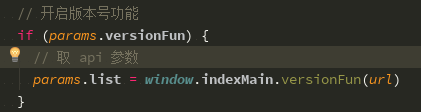 // 开启版本号功能
if (params.versionFun) {
// 取 api 参数
params.list = window.indexMain.versionFun(url)
}